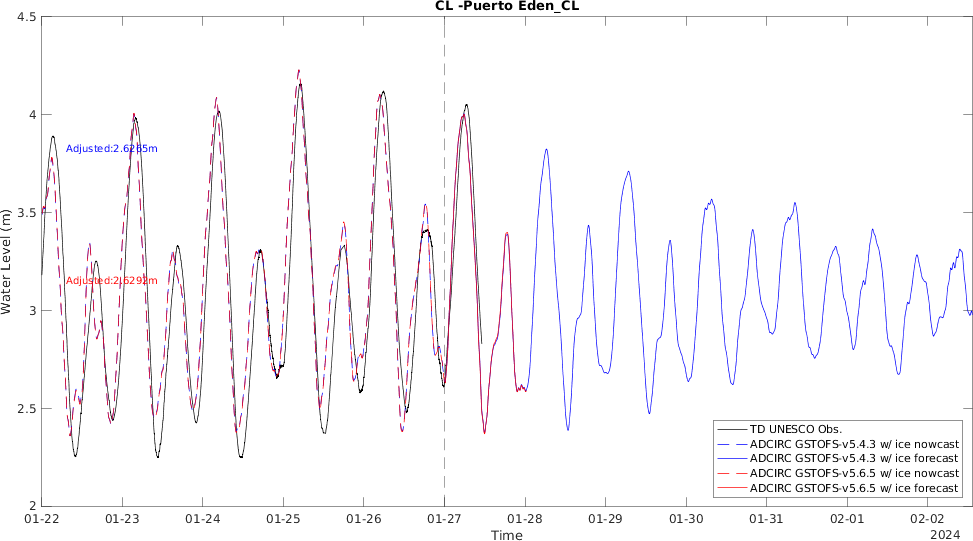 CL -Puerto Eden_CL
4.5
4
3.5
3
2.5
2
Water Level (m)
Adjusted:2.6265m
Adjusted:2.6292m
TD UNESCO Obs.
ADCIRC GSTOFS-v5.4.3 w/ ice nowcast
ADCIRC GSTOFS-v5.4.3 w/ ice forecast
ADCIRC GSTOFS-v5.6.5 w/ ice nowcast
ADCIRC GSTOFS-v5.6.5 w/ ice forecast
01-22 01-23 01-24 01-25 01-26 01-27 01-28 01-29 01-30 01-31 02-01 02-02
Time
2024